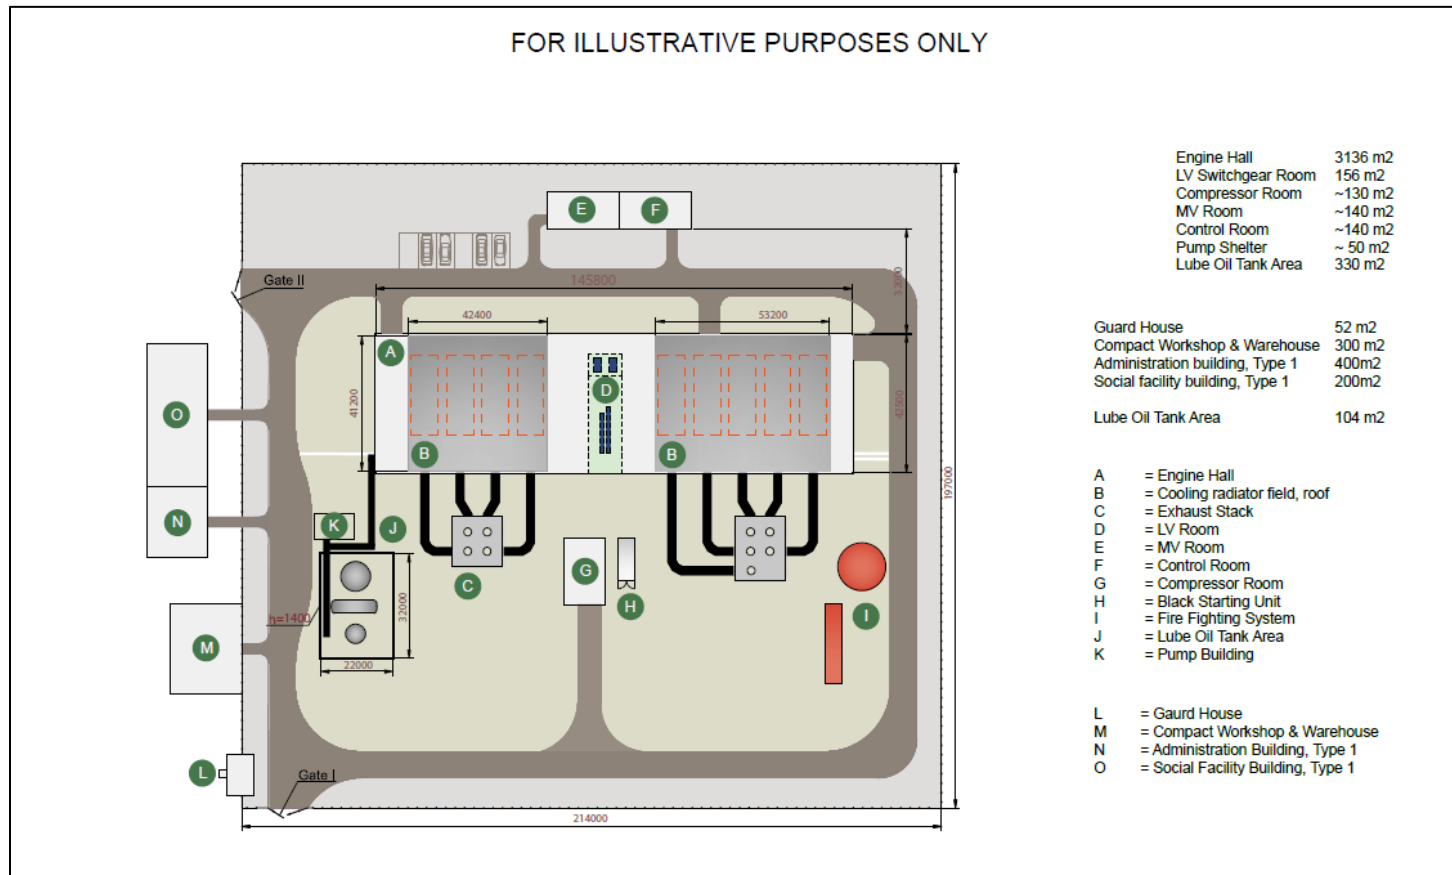 FOR ILLUSTRATIVE PURPOSES ONLY
Engine Hall 3136 m2
LV Switchgear Room 156 m2
Compressor Room ~130 m2
MV Room ~140 m2
Control Room ~140 m2
Pump Shelter ~ 50 m2
Lube Oil Tank Area 330 m2
Guard House 52 m2
Compact Workshop & Warehouse 300 m2
Administration building, Type 1 400m2
Social facility building, Type 1 200m2
Lube Oil Tank Area 104 m2
A = Engine Hall
B = Cooling radiator field, roof
C = Exhaust Stack
D = LV Room
E = MV Room
F = Control Room
G = Compressor Room
H = Black Starting Unit
I = Fire Fighting System
J = Lube Oil Tank Area
K = Pump Building
L = Gaurd House
M = Compact Workshop & Warehouse
N = Administration Building, Type 1
O = Social Facility Building, Type 1
E
F
Gate II
145800
32000
42400
53200
A
D
41200
42500
O
B
B
197000
N
K
J
C
G
H
I
h=1400
32000
22000
M
L
Gate I
214000